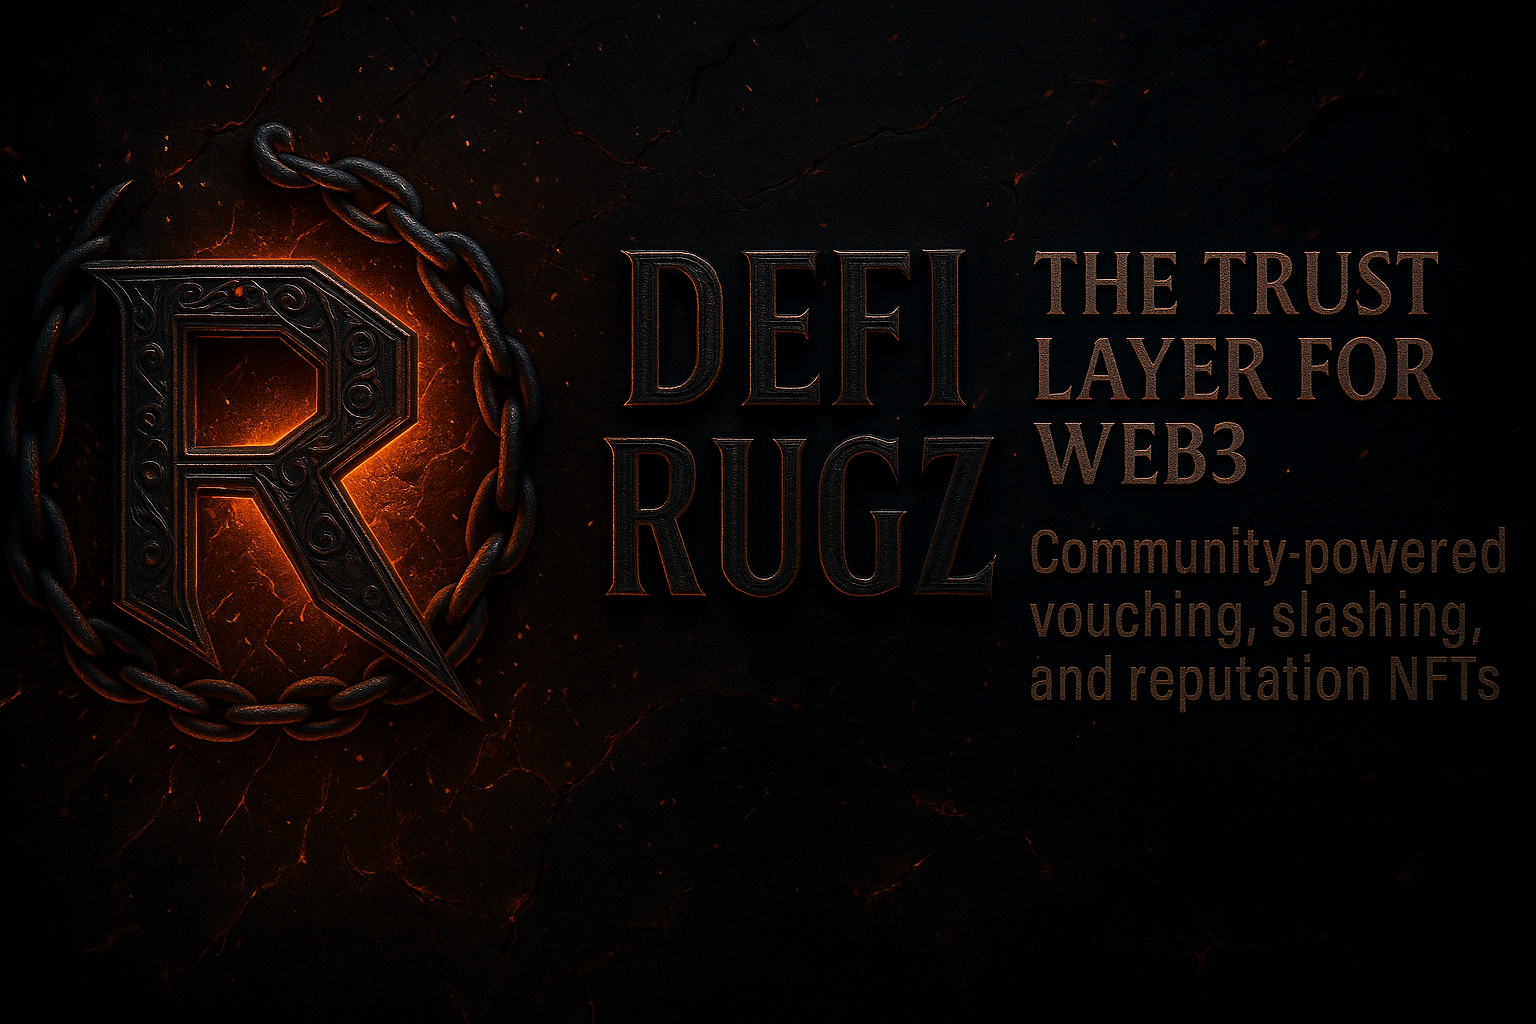 R
DEFI
RUGZ
THE TRUST
LAYER FOR
WEB3
Community-powered
vouching, slashing,
and reputation NFTs